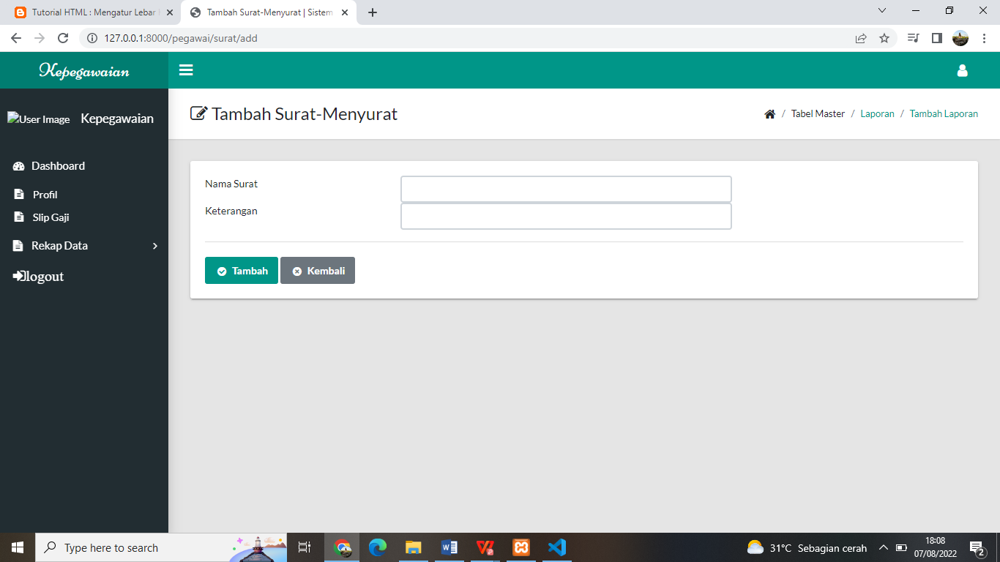 Tutorial HTML : Mengatur Lebar
Tambah Surat-Menyurat | Sistem
127.0.0.1:8000/pegawai/surat/add
Kepegawaian
User Image Kepegawaian
Tambah Surat-Menyurat
/ Tabel Master / Laporan / Tambah Laporan
Dashboard
Profil
Slip Gaji
Rekap Data
logout
Nama Surat
Keterangan
Tambah Kembali
Type here to search
31°C Sebagian cerah
18:08
07/08/2022
2